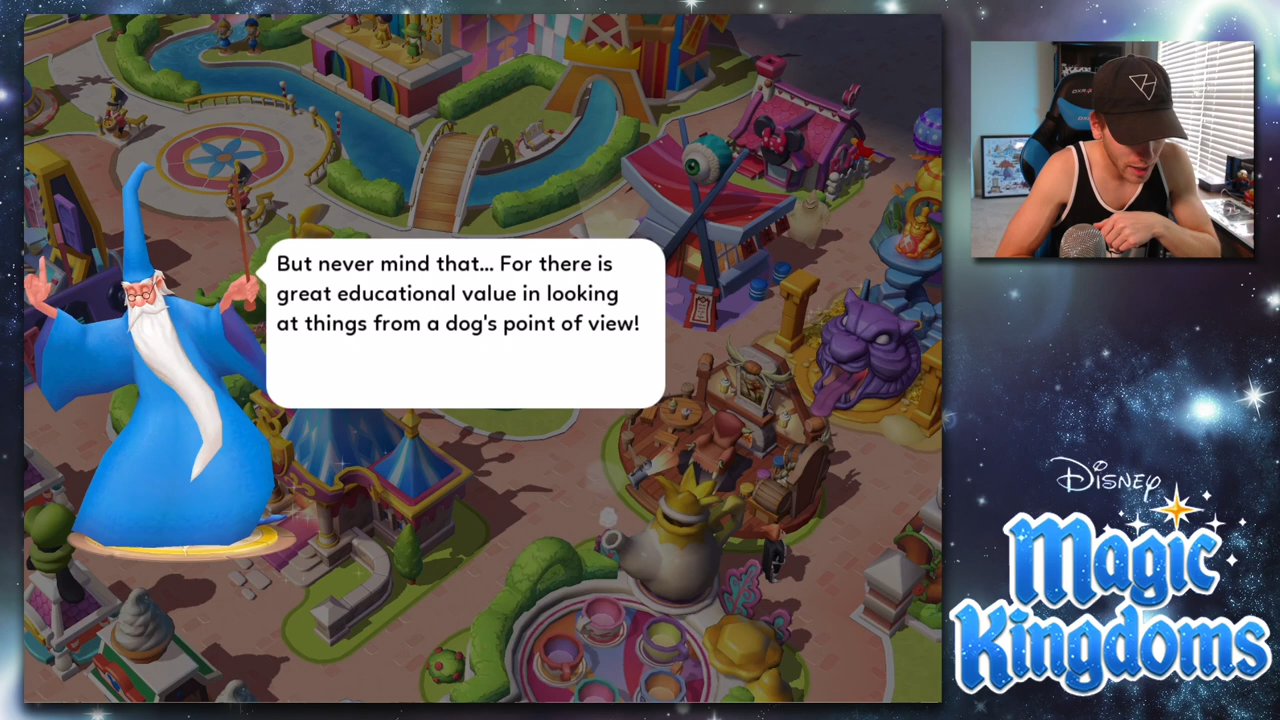 But never mind that... For there is
great educational value in looking
at things from a dog's point of view!
Disney
Magic
Kingdoms